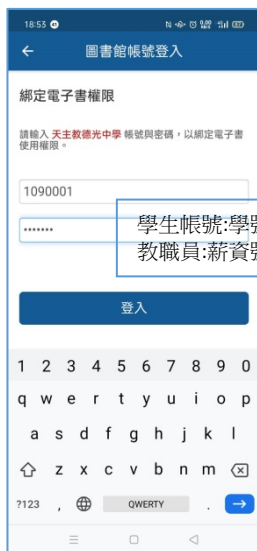 18:53
圖書館帳號登入
綁定電子書權限
請輸入 天主教德光中學 帳號與密碼，以綁定電子書
使用權限。
1090001
•••••••
學生帳號:學號
教職員:薪資號
登入
1 2 3 4 5 6 7 8 9 0
q w e r t y u i o p
a s d f g h j k l
z x c v b n m
?123 , QWERTY .